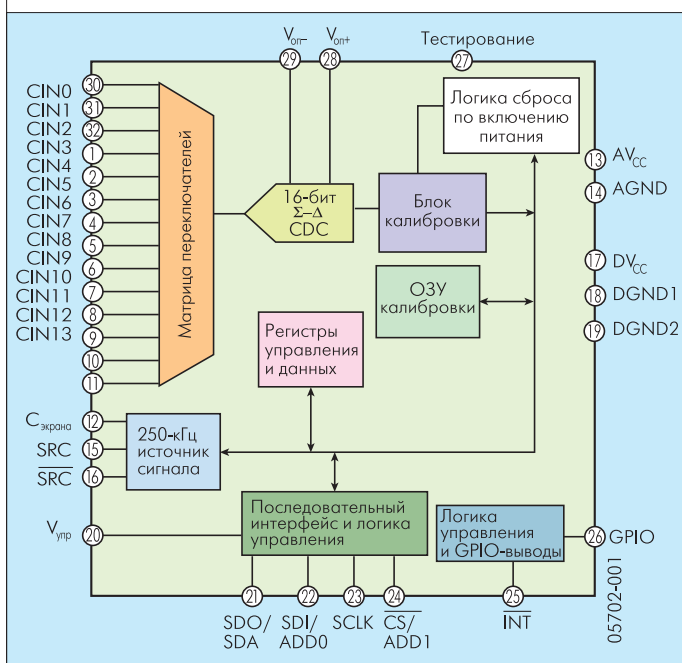 Vоп–
Vоп+
Тестирование
29
28
27
CIN0
CIN1
CIN2
CIN3
CIN4
CIN5
CIN6
CIN7
CIN8
CIN9
CIN10
CIN11
CIN12
CIN13
30
31
32
1
2
3
4
5
6
7
8
9
10
11
Матрица переключателей
16-бит
Σ–Δ
CDC
Блок
калибровки
Логика сброса
по включению
питания
ОЗУ
калибровки
Регистры
управления
и данных
13 AVCC
14 AGND
17 DVCC
18 DGND1
19 DGND2
Cэкрана 12
SRC 15
S̅R̅C̅ 16
250-кГц
источник
сигнала
Vупр
20
Последовательный
интерфейс и логика
управления
Логика
управления
и GPIO-выводы
26 GPIO
21
22
23
24
25
SDO/
SDA
SDI/
ADD0
SCLK
C̅S̅/
ADD1
I̅N̅T̅
05702-001